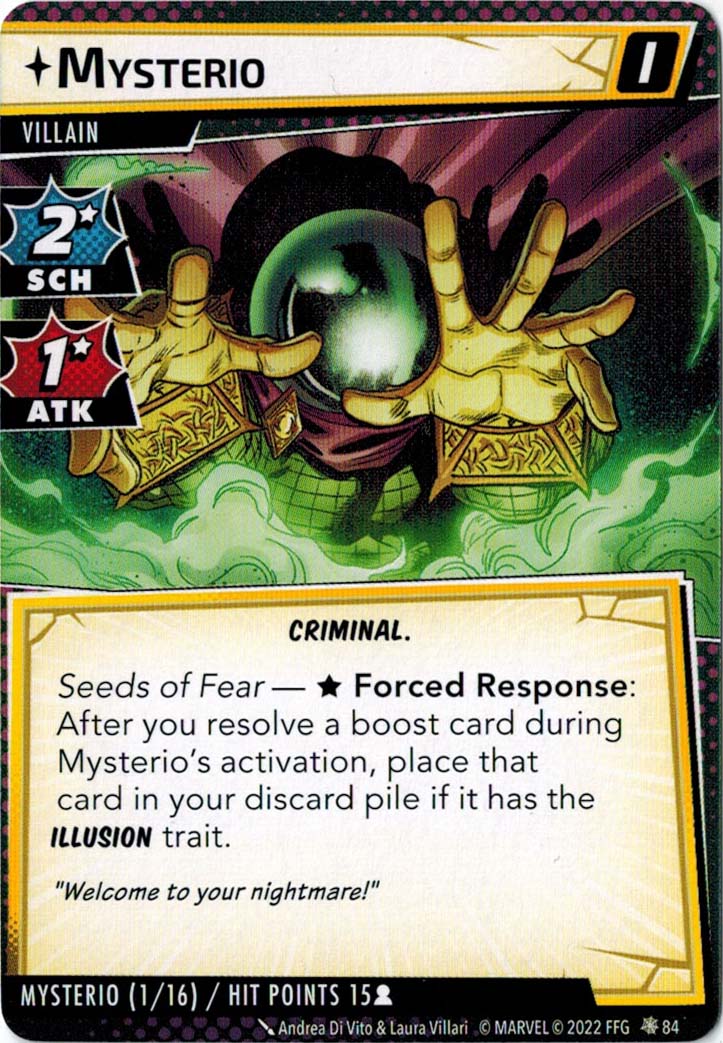 Mysterio
I
VILLAIN
2★
SCH
1★
ATK
CRIMINAL.
Seeds of Fear — ★ Forced Response:
After you resolve a boost card during
Mysterio's activation, place that
card in your discard pile if it has the
ILLUSION trait.
"Welcome to your nightmare!"
MYSTERIO (1/16) / HIT POINTS 15
Andrea Di Vito & Laura Villari © MARVEL © 2022 FFG 84